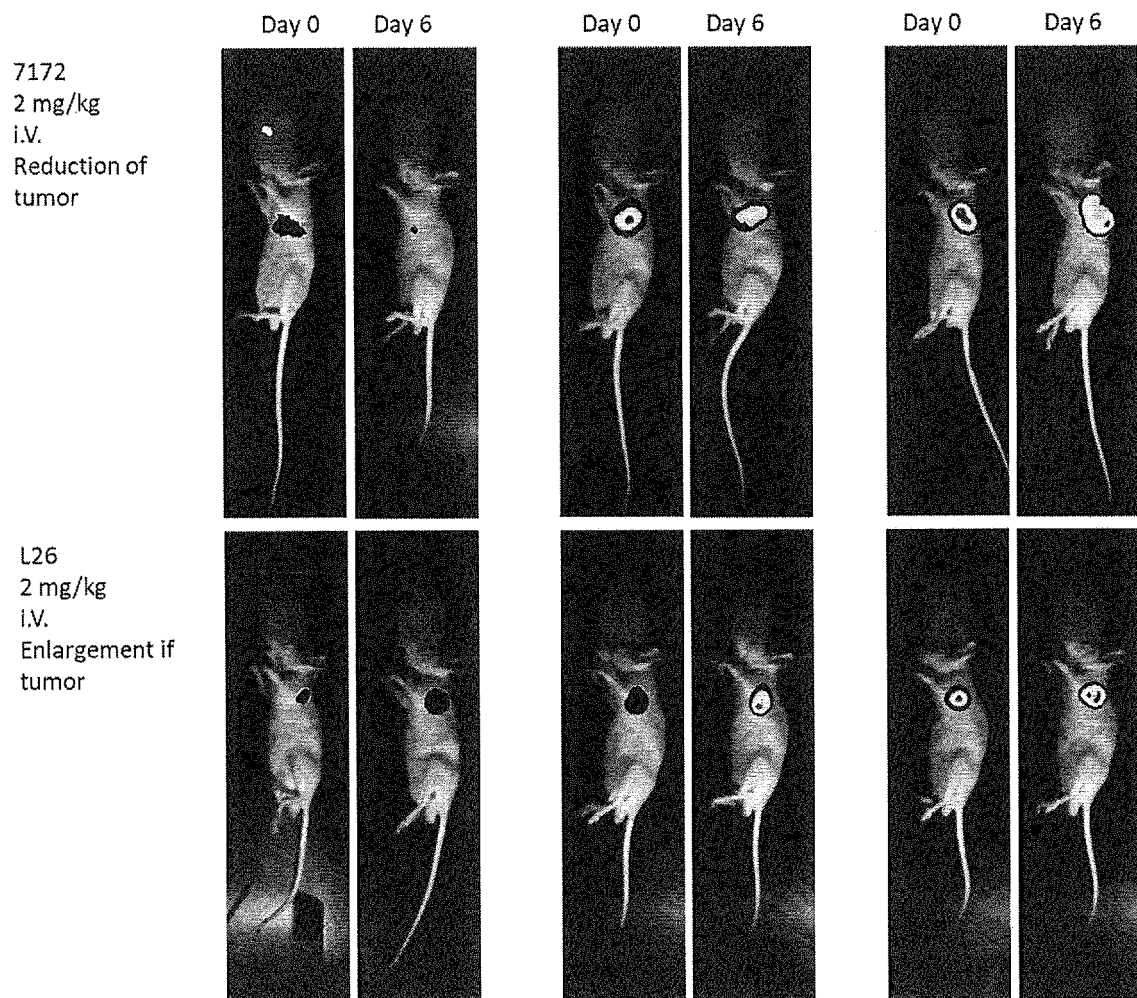 Day 0 Day 6 Day 0 Day 6 Day 0 Day 6
7172
2 mg/kg
i.V.
Reduction of
tumor
L26
2 mg/kg
i.V.
Enlargement if
tumor